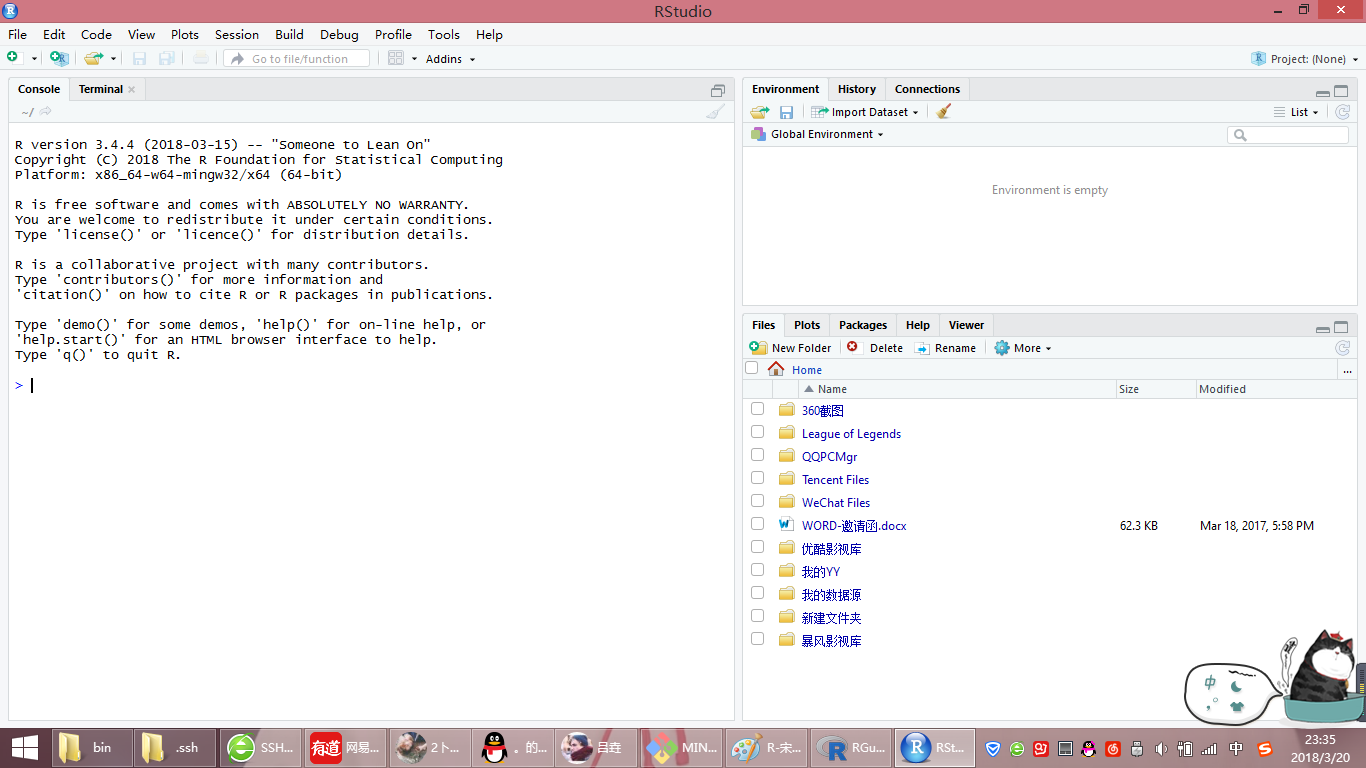 RStudio
File Edit Code View Plots Session Build Debug Profile Tools Help
Go to file/function Addins Project: (None)
Console Terminal
~/
R version 3.4.4 (2018-03-15) -- "Someone to Lean On"
Copyright (C) 2018 The R Foundation for Statistical Computing
Platform: x86_64-w64-mingw32/x64 (64-bit)
R is free software and comes with ABSOLUTELY NO WARRANTY.
You are welcome to redistribute it under certain conditions.
Type 'license()' or 'licence()' for distribution details.
R is a collaborative project with many contributors.
Type 'contributors()' for more information and
'citation()' on how to cite R or R packages in publications.
Type 'demo()' for some demos, 'help()' for on-line help, or
'help.start()' for an HTML browser interface to help.
Type 'q()' to quit R.
>
Environment History Connections
Import Dataset List
Global Environment
Environment is empty
Files Plots Packages Help Viewer
New Folder Delete Rename More
Home ...
Name Size Modified
360截图
League of Legends
QQPCMgr
Tencent Files
WeChat Files
WORD-邀请函.docx 62.3 KB Mar 18, 2017, 5:58 PM
优酷影视库
我的YY
我的数据源
新建文件夹
暴风影视库
中
bin .ssh SSH... 有道 网易... 2卜... 。的... 吕垚 MIN... R-宋... RGu... RSt... 中 23:35
2018/3/20